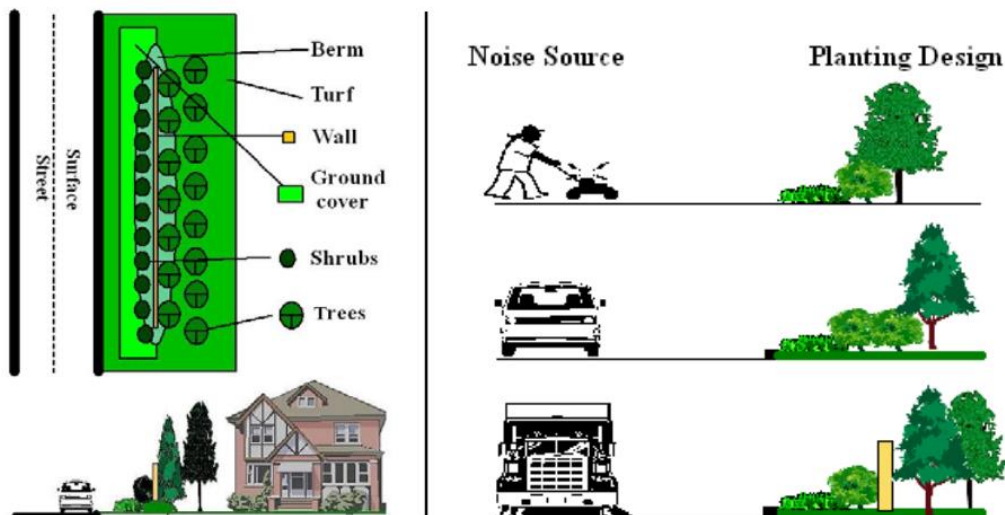 Berm
Turf
Wall
Ground
cover
Shrubs
Trees
Street
Surface
Noise Source
Planting Design